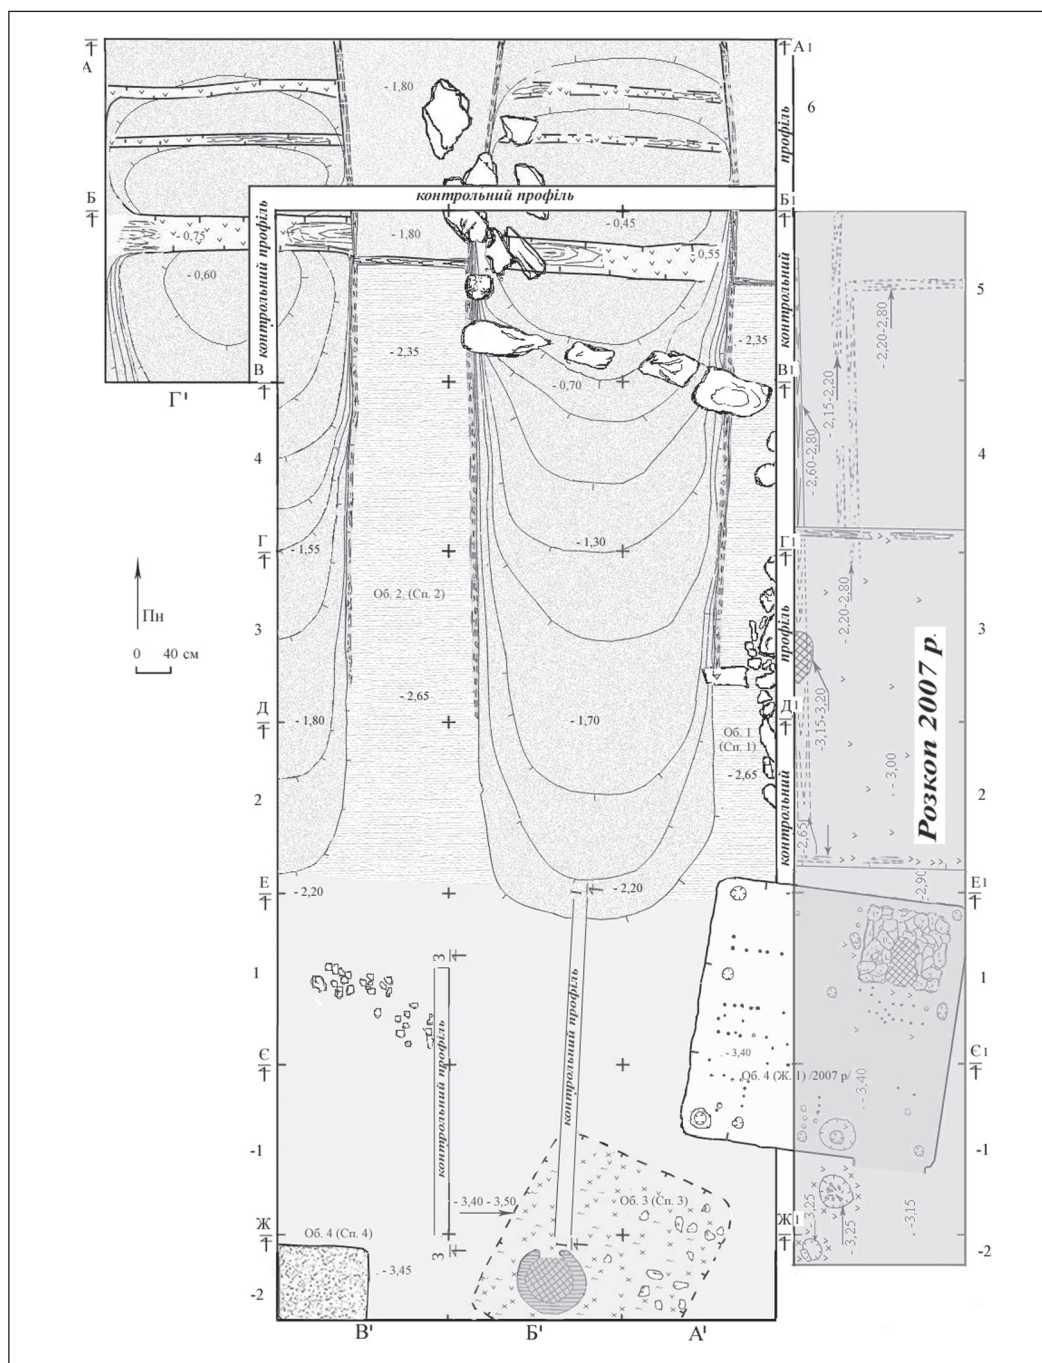 А
А1
- 1,80
6
профіль
Б
контрольний профіль
Б1
- 0,75
- 1,80
- 0,45
0,55
- 0,60
контрольний профіль
контрольний
5
- 2,20-2,80
- 2,35
- 2,35
- 2,15-2,20
Г'
В
- 0,70
В1
4
- 2,60-2,80
4
Г
- 1,55
- 1,30
Г1
Пн
0 40 см
Об. 2. (Сп. 2)
- 2,20-2,80
3
профіль
3
Розкоп 2007 р.
- 2,65
Д
- 1,80
- 1,70
Д1
-3,15-3,20
Об. 1
(Сп. 1)
- 2,65
- 3,00
2
контрольний
2
-2,65
Е
- 2,20
1
- 2,20
-2,90
Е1
1
3
контрольний профіль
контрольний профіль
1
Є
- 3,40
Об. 4 (Ж. 1) /2007 р/
- 3,40
Є1
-1
-1
- 3,40 - 3,50
Об. 3 (Сп. 3)
Ж
Об. 4 (Сп. 4)
3
1
Ж1
-3,25
- 3,25
-3,15
- 3,45
-2
-2
В'
Б'
А'